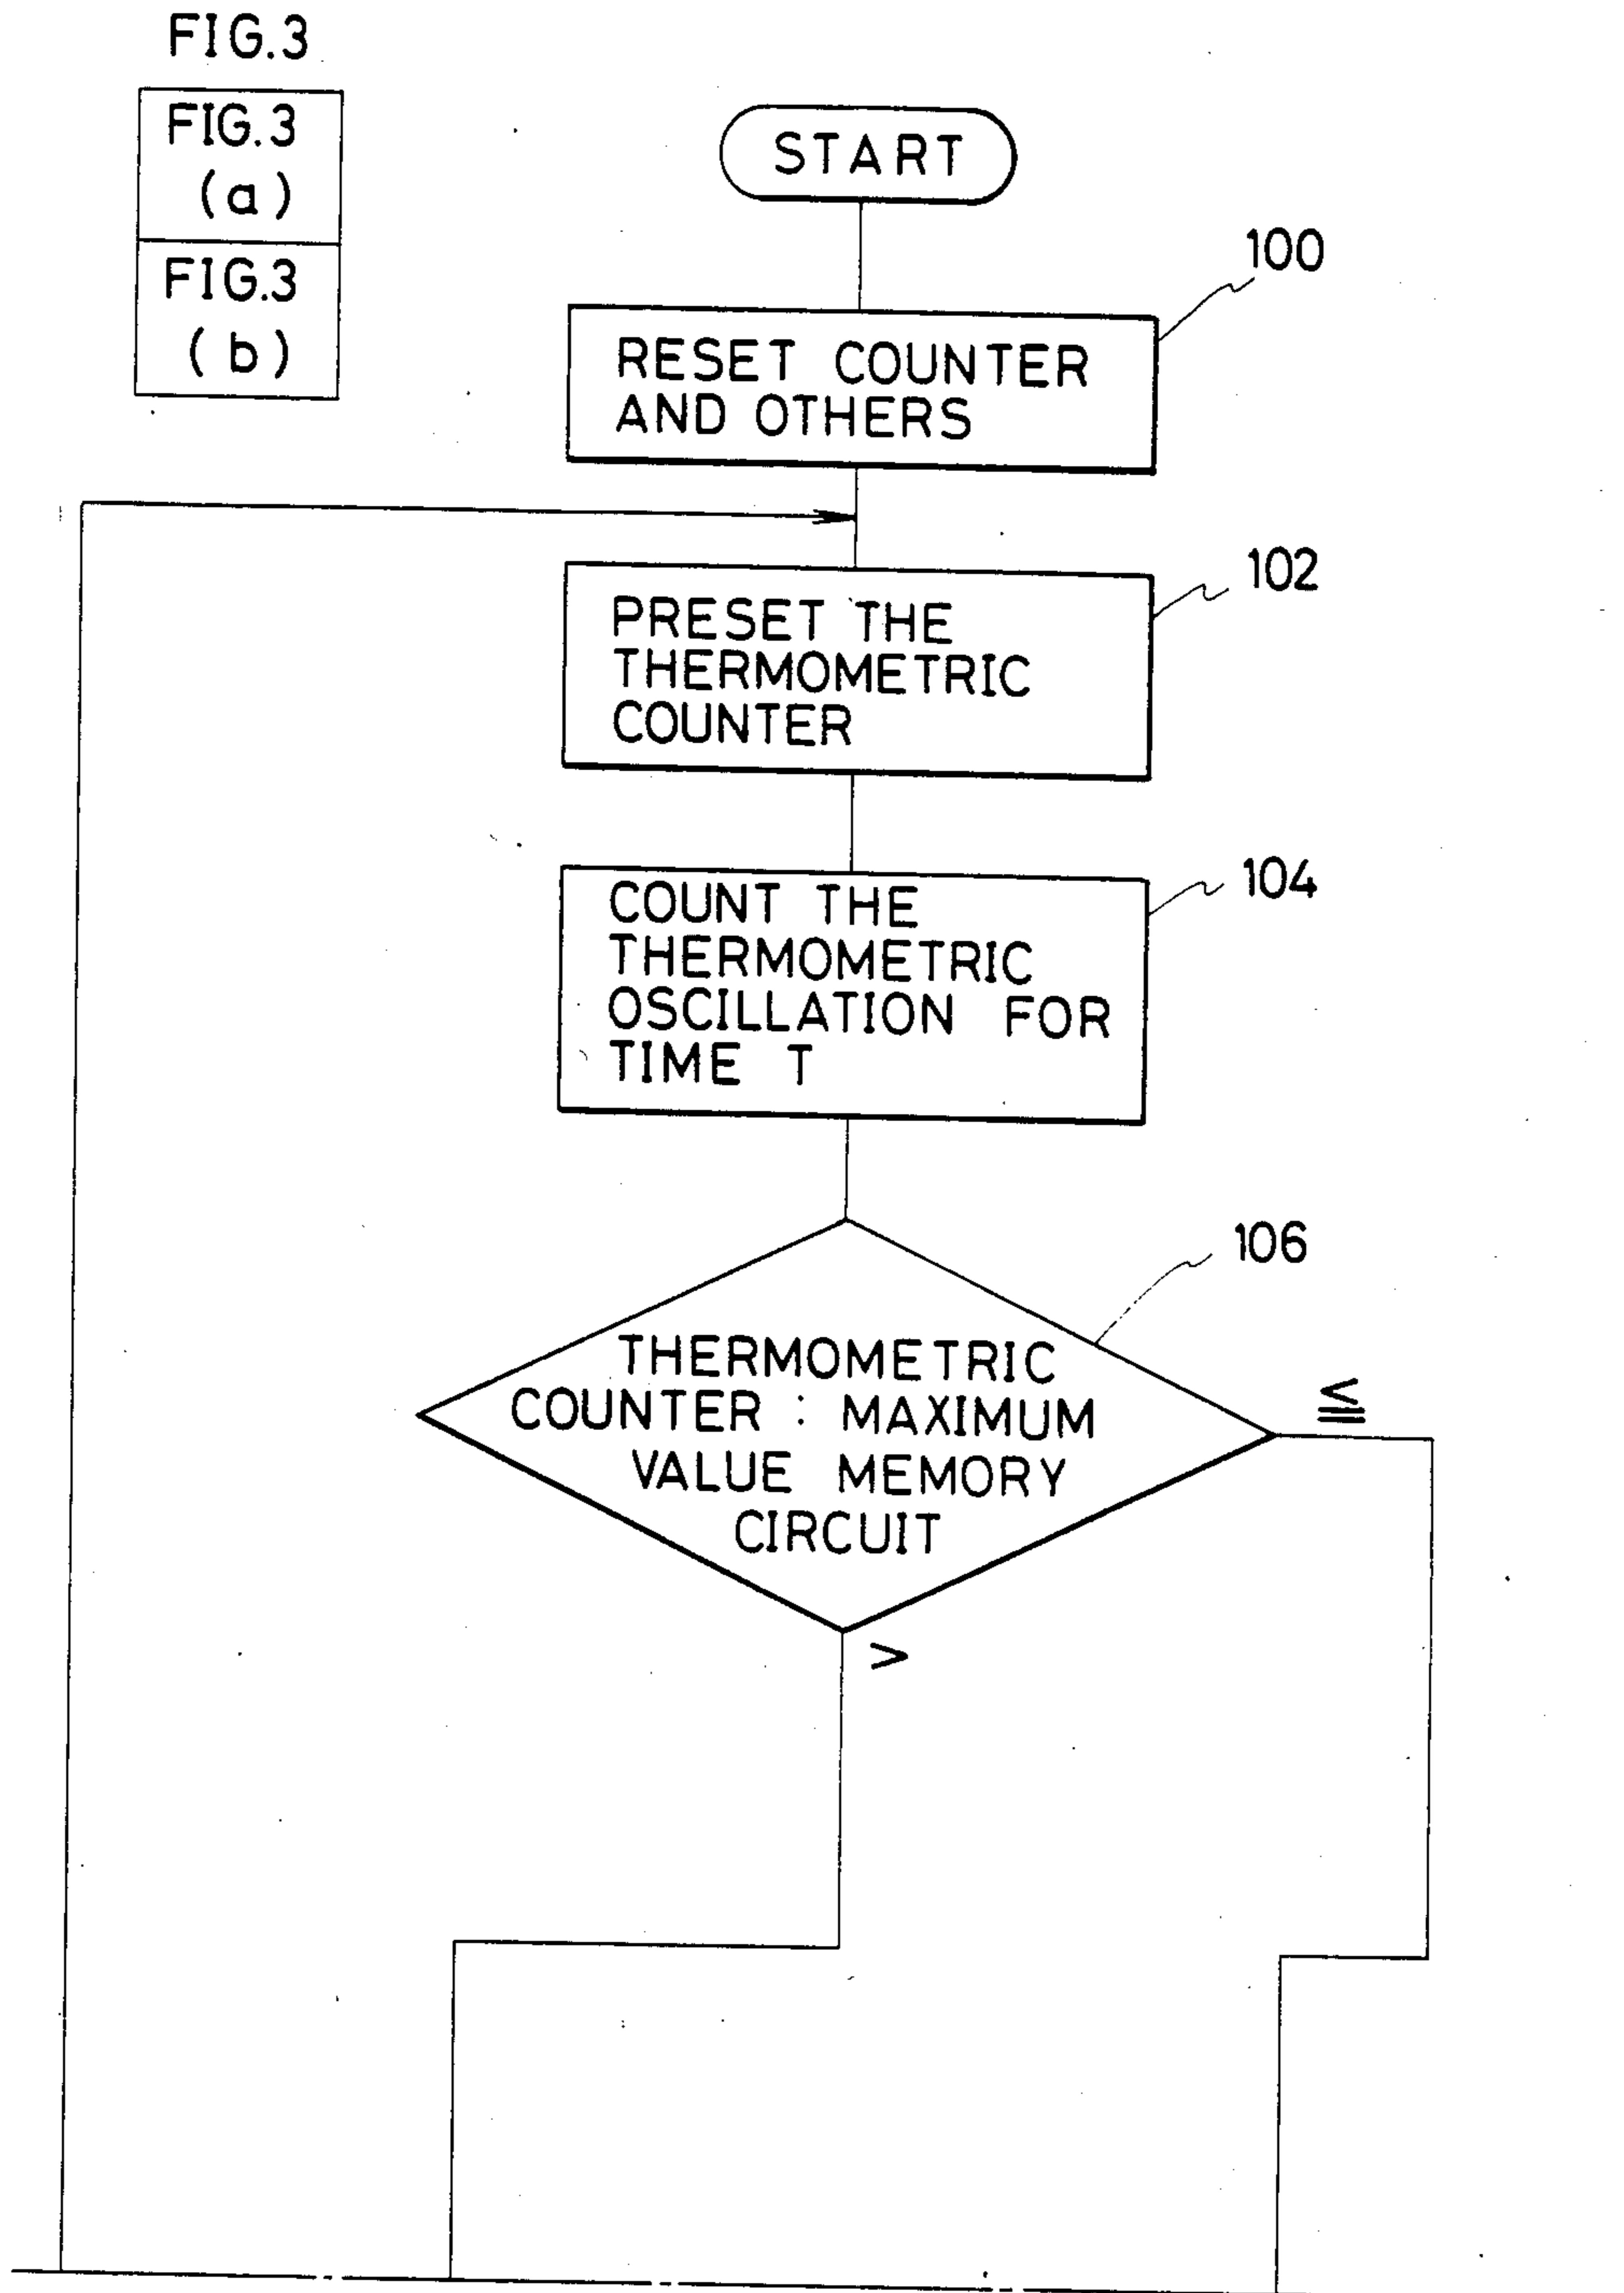 FIG.3
FIG.3
(a)
FIG.3
(b)
START
100
RESET COUNTER
AND OTHERS
102
PRESET THE
THERMOMETRIC
COUNTER
104
COUNT THE
THERMOMETRIC
OSCILLATION FOR
TIME T
106
THERMOMETRIC
COUNTER : MAXIMUM
VALUE MEMORY
CIRCUIT
≦
>